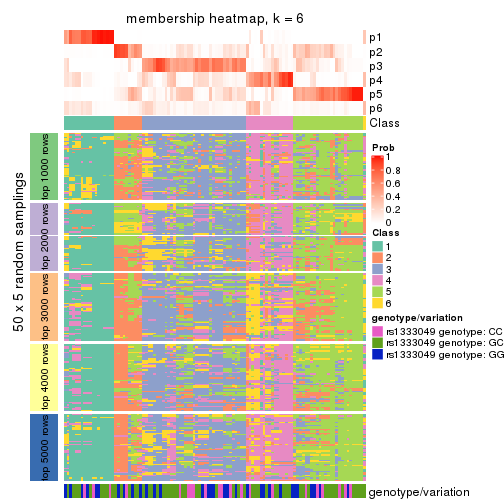 membership heatmap, k = 6
p1
p2
p3
p4
p5
p6
Class
50 x 5 random samplings
top 1000 rows
top 2000 rows
top 3000 rows
top 4000 rows
top 5000 rows
Prob
1
0.8
0.6
0.4
0.2
0
Class
1
2
3
4
5
6
genotype/variation
rs1333049 genotype: CC
rs1333049 genotype: GC
rs1333049 genotype: GG
genotype/variation